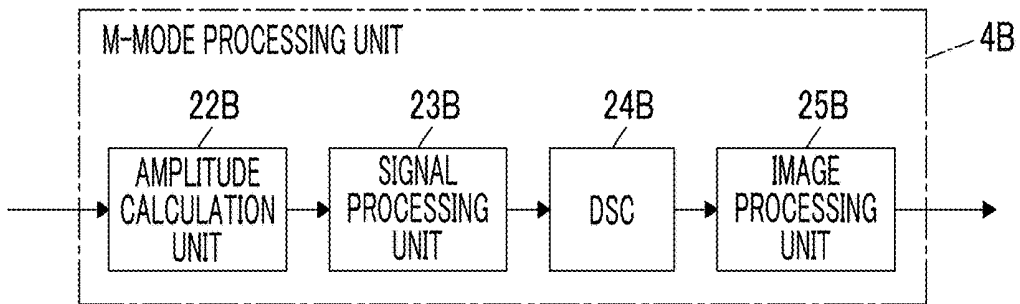 M-MODE PROCESSING UNIT
4B
22B
23B
24B
25B
AMPLITUDE
CALCULATION
UNIT
SIGNAL
PROCESSING
UNIT
DSC
IMAGE
PROCESSING
UNIT